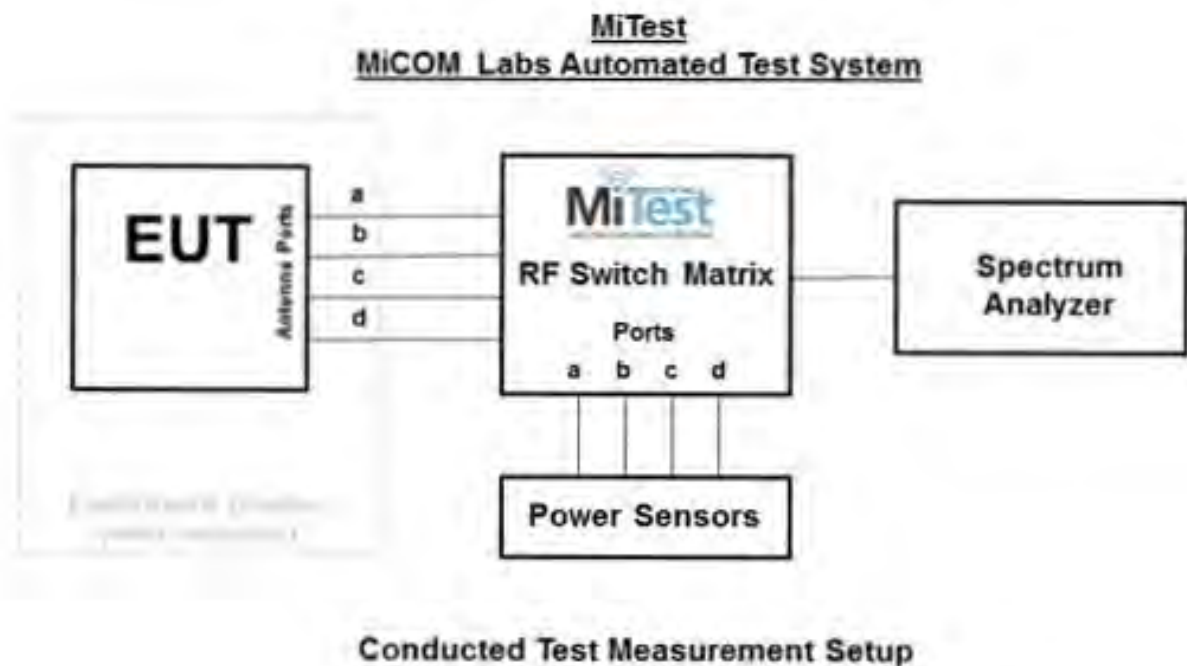 MiTest
MiCOM Labs Automated Test System
EUT
Antenna Ports
a
b
c
d
MiTest
RF Switch Matrix
Ports
a b c d
Spectrum
Analyzer
Power Sensors
Conducted Test Measurement Setup